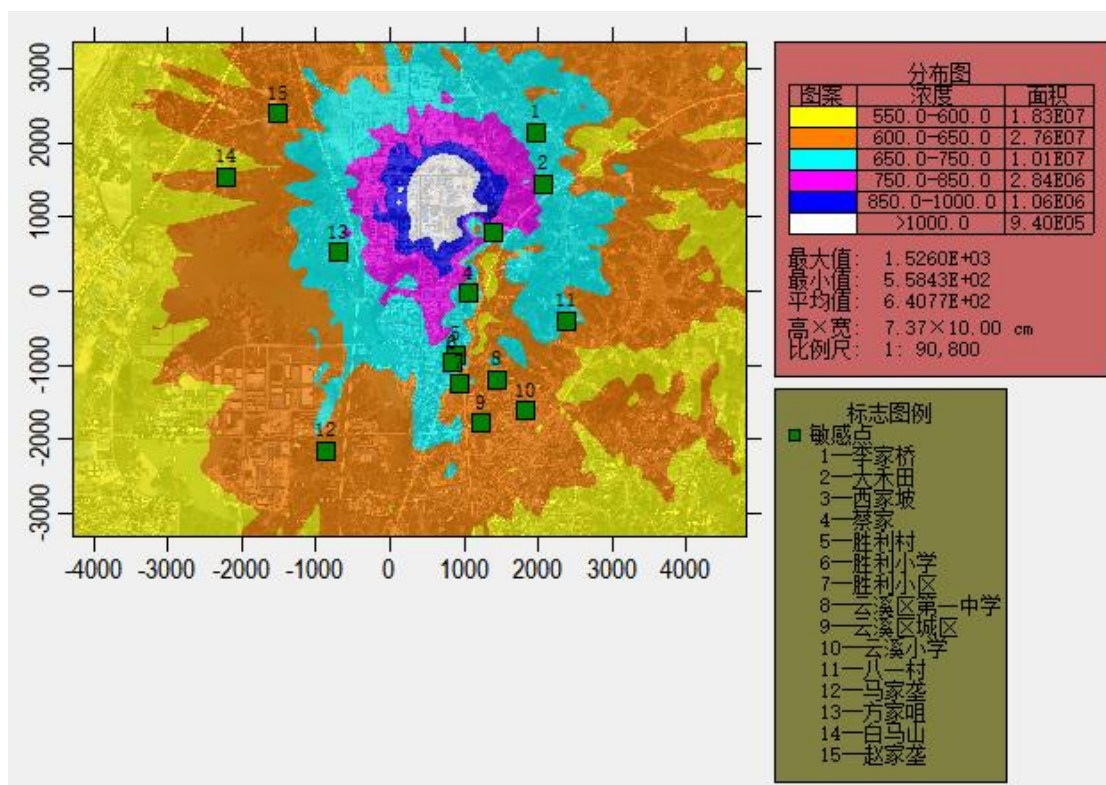 分布图
图案 浓度 面积
550.0-600.0 1.83E07
600.0-650.0 2.76E07
650.0-750.0 1.01E07
750.0-850.0 2.84E06
850.0-1000.0 1.06E06
>1000.0 9.40E05
最大值: 1.5260E+03
最小值: 5.5843E+02
平均值: 6.4077E+02
高×宽: 7.37×10.00 cm
比例尺: 1: 90,800
3000
2000
1000
0
-1000
-2000
-3000
15
1
14
2
13
4
11
5
6
8
10
9
12
-4000 -3000 -2000 -1000 0 1000 2000 3000 4000
标志图例
敏感点
1—李家桥
2—大木田
3—西家坡
4—蔡家
5—胜利村
6—胜利小学
7—胜利小区
8—云溪区第一中学
9—云溪区城区
10—云溪小学
11—八一村
12—马家垄
13—方家咀
14—白马山
15—赵家垄